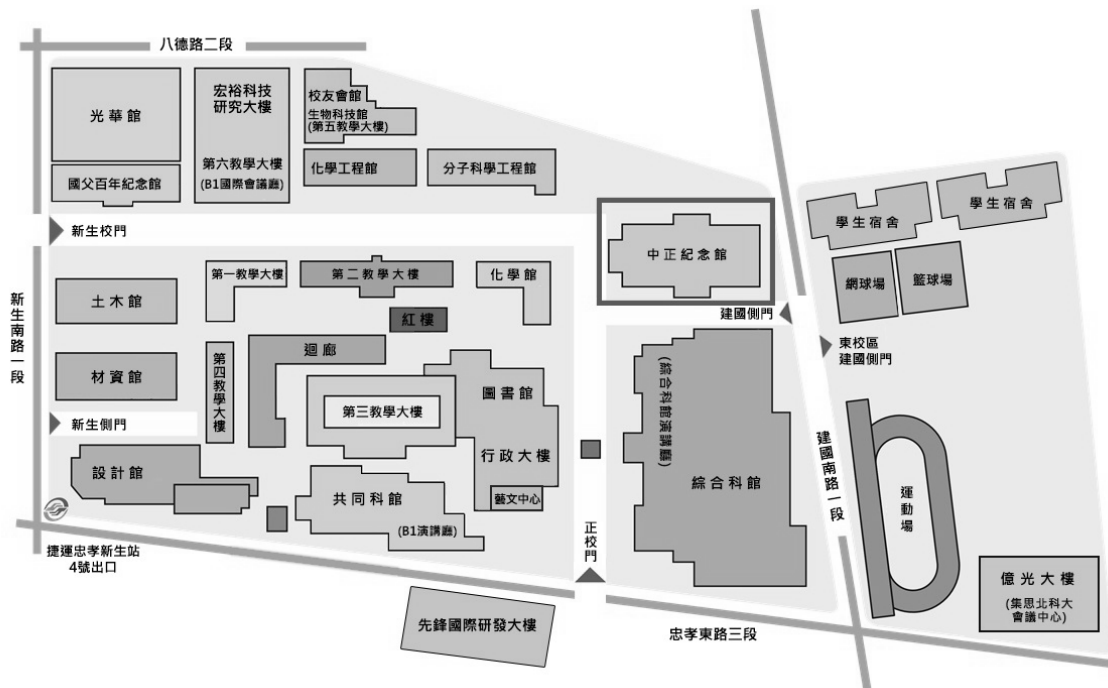 八德路二段
光華館
宏裕科技
研究大樓
校友會館
生物科技館
(第五教學大樓)
國父百年紀念館
第六教學大樓
(B1國際會議廳)
化學工程館
分子科學工程館
學生宿舍
學生宿舍
新生校門
中正紀念館
第一教學大樓
第二教學大樓
化學館
網球場
籃球場
土木館
紅樓
建國側門
新生南路一段
迴廊
東校區
建國側門
材資館
第四教學大樓
圖書館
(綜合科館演講廳)
第三教學大樓
新生側門
設計館
行政大樓
綜合科館
建國南路一段
運動場
共同科館
藝文中心
(B1演講廳)
正校門
捷運忠孝新生站
4號出口
億光大樓
(集思北科大
會議中心)
先鋒國際研發大樓
忠孝東路三段